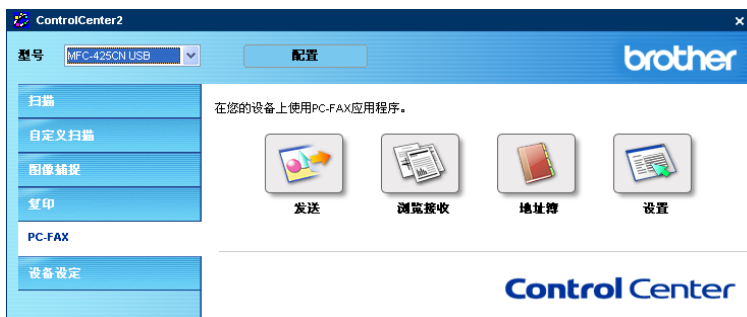 ControlCenter2
型号 MFC-425CN USB 配置 brother
扫描
自定义扫描
图像捕捉
复印
PC-FAX
设备设定
在您的设备上使用PC-FAX应用程序。
发送 浏览接收 地址簿 设置
Control Center